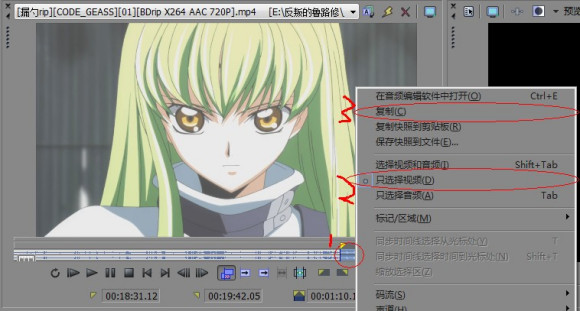 [漏勺rip][CODE_GEASS][01][BDrip X264 AAC 720P].mp4 [E:\反叛的鲁路修\
预览
在音频编辑软件中打开(O) Ctrl+E
复制(C)
复制快照到剪贴板(R)
保存快照到文件(E)...
选择视频和音频(I) Shift+Tab
只选择视频(D)
只选择音频(A) Tab
标记/区域(M)
同步时间线选择从光标处(Y) T
同步时间线选择时间到光标处(N) Shift+T
缩放选择区(Z)
码流(S)
声道(H)
00:18:31.12 00:19:42.05 00:01:10.1